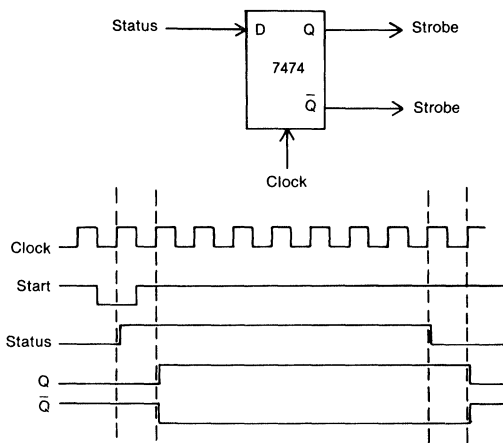 Status D Q Strobe
7474
Q̅ Strobe
Clock
Clock
Start
Status
Q
Q̅